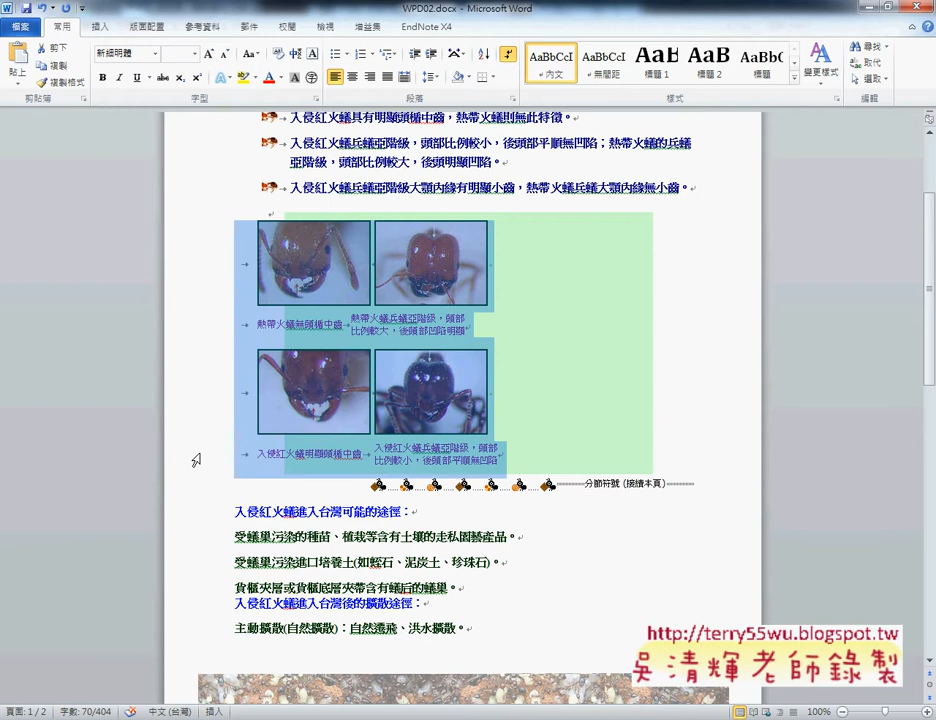 WPD02.docx - Microsoft Word
檔案 常用 插入 版面配置 參考資料 郵件 校閱 檢視 增益集 EndNote X4
貼上 剪下 複製 複製格式
新細明體
AaBbCcI AaBbCcI AaB AaB AaBb(
內文 無間距 標題 1 標題 2 標題
變更樣式 尋找 取代 選取
剪貼簿 字型 段落 樣式 編輯
入侵紅火蟻具有明顯頭楯中齒，熱帶火蟻則無此特徵。
入侵紅火蟻兵蟻亞階級，頭部比例較小，後頭部平順無凹陷；熱帶火蟻的兵蟻
亞階級，頭部比例較大，後頭明顯凹陷。
入侵紅火蟻兵蟻亞階級大顎內緣有明顯小齒，熱帶火蟻兵蟻大顎內緣無小齒。
熱帶火蟻無頭楯中齒
熱帶火蟻兵蟻亞階級，頭部
比例較大，後頭部凹陷明顯
入侵紅火蟻明顯頭楯中齒
入侵紅火蟻兵蟻亞階級，頭部
比例較小，後頭部平順無凹陷
分節符號 (接續本頁)
入侵紅火蟻進入台灣可能的途徑：
受蟻巢污染的種苗、植栽等含有土壤的走私園藝產品。
受蟻巢污染進口培養土(如蛭石、泥炭土、珍珠石)。
貨櫃夾層或貨櫃底層夾帶含有蟻后的蟻巢。
入侵紅火蟻進入台灣後的擴散途徑：
主動擴散(自然擴散)：自然遷飛、洪水擴散。
http://terry55wu.blogspot.tw
吳清輝老師錄製
頁面: 1 / 2 字數: 70/404 中文 (台灣) 插入 100%